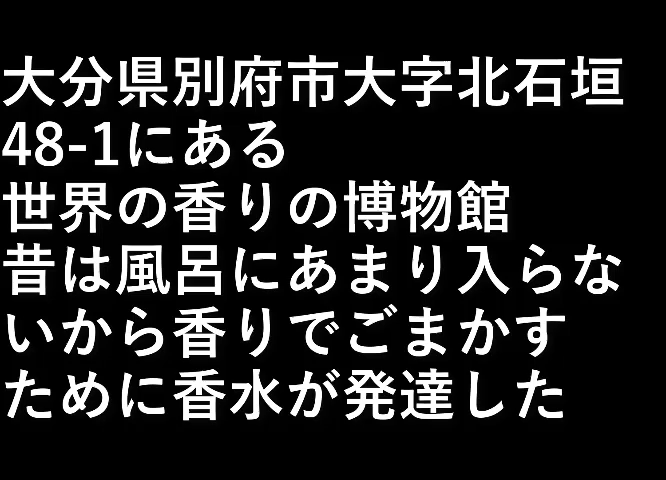 大分県別府市大字北石垣
48-1にある
世界の香りの博物館
昔は風呂にあまり入らな
いから香りでごまかす
ために香水が発達した